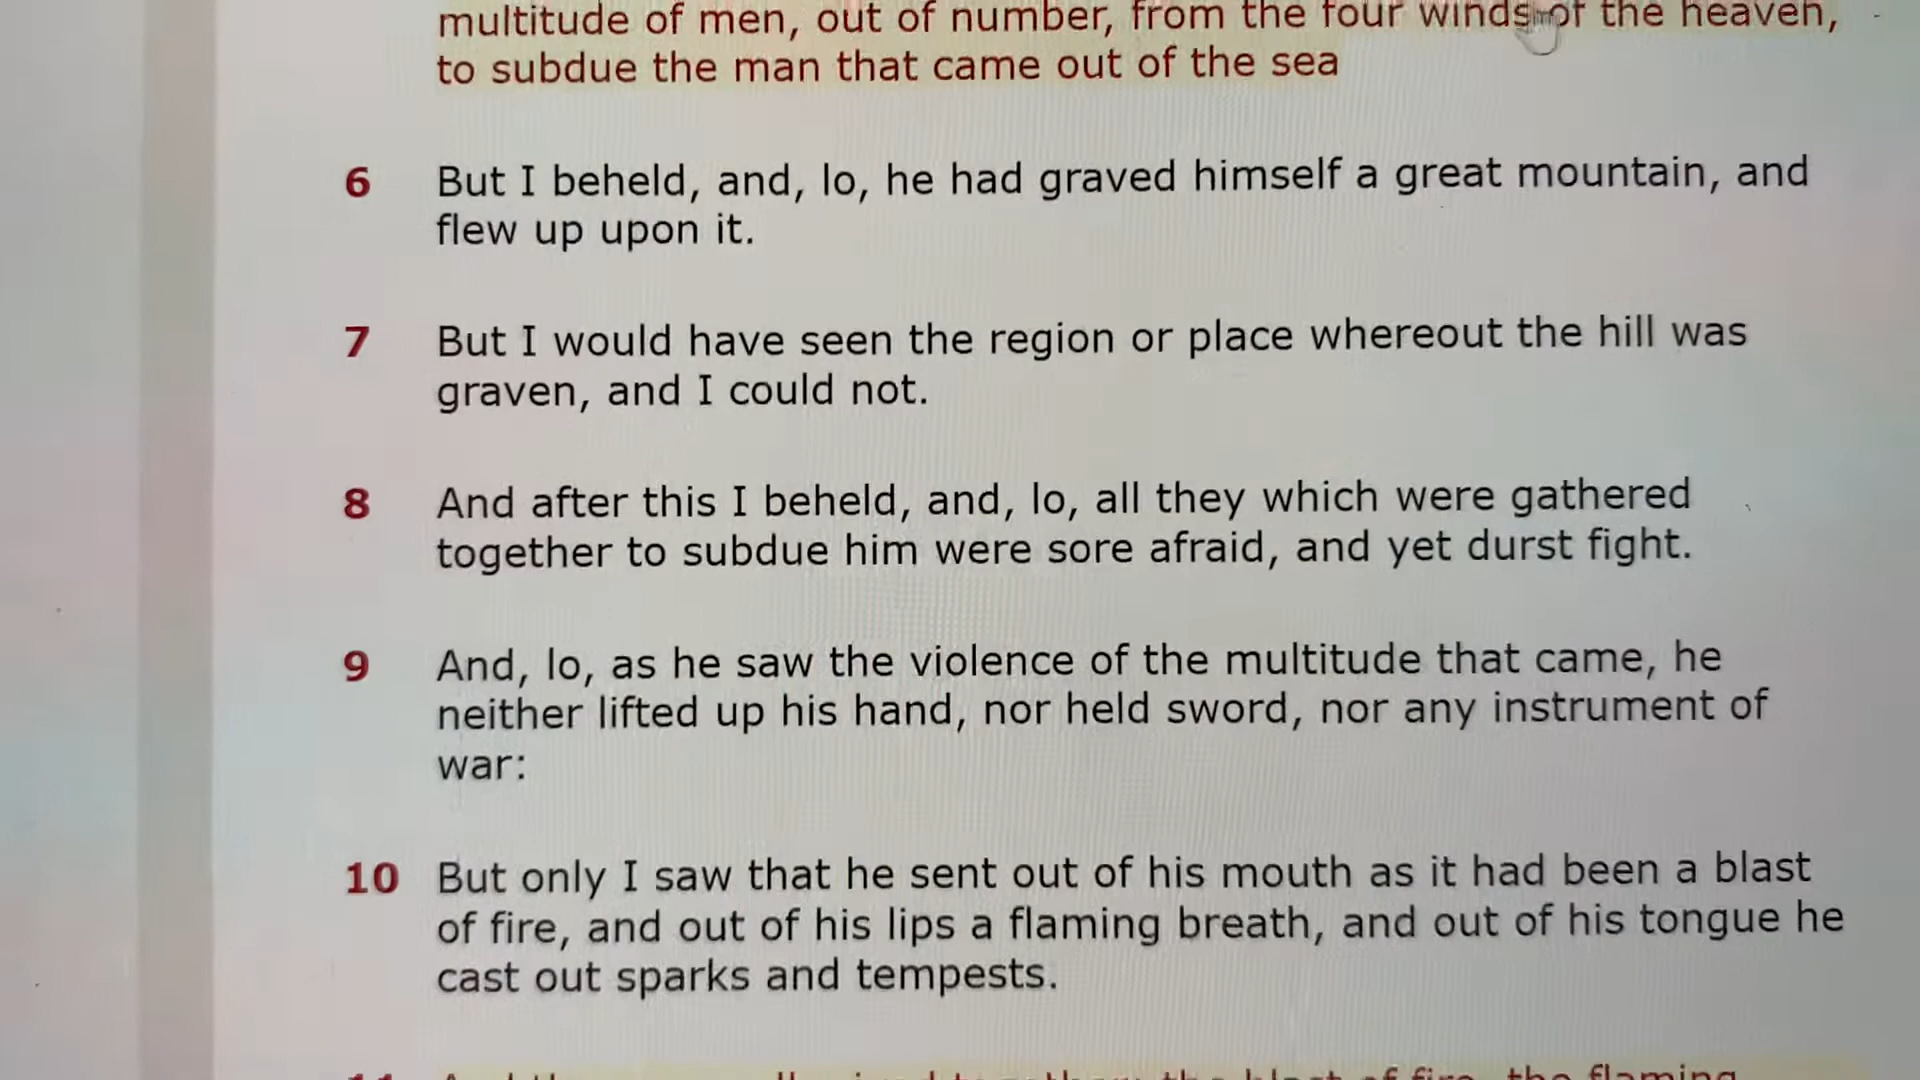 multitude of men, out of number, from the four winds of the heaven,
to subdue the man that came out of the sea
6 But I beheld, and, lo, he had graved himself a great mountain, and
flew up upon it.
7 But I would have seen the region or place whereout the hill was
graven, and I could not.
8 And after this I beheld, and, lo, all they which were gathered
together to subdue him were sore afraid, and yet durst fight.
9 And, lo, as he saw the violence of the multitude that came, he
neither lifted up his hand, nor held sword, nor any instrument of
war:
10 But only I saw that he sent out of his mouth as it had been a blast
of fire, and out of his lips a flaming breath, and out of his tongue he
cast out sparks and tempests.
11 the blast of fire, the flaming